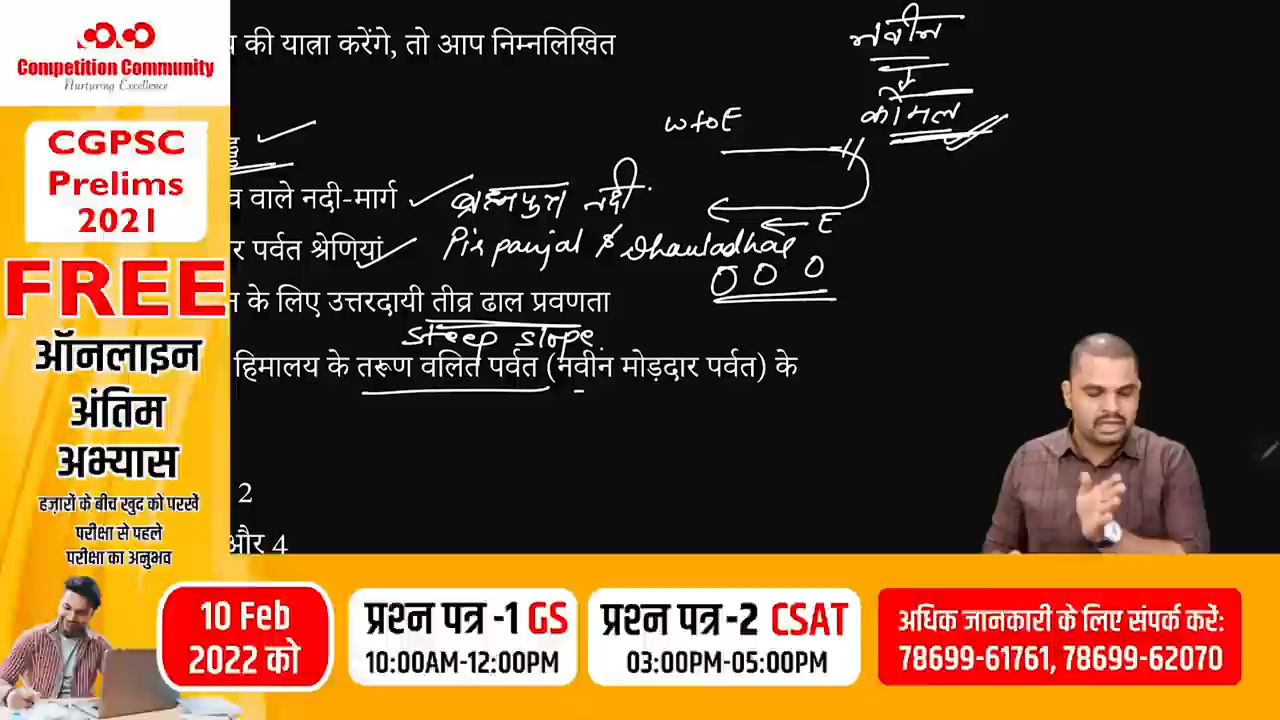 Competition Community
Nurturing Excellence
CGPSC
Prelims
2021
FREE
ऑनलाइन
अंतिम
अभ्यास
हज़ारों के बीच खुद को परखें
परीक्षा से पहले
परीक्षा का अनुभव
की यात्रा करेंगे, तो आप निम्नलिखित
वाले नदी-मार्ग
ब्रह्मपुत्र नदी
पर्वत श्रेणियां
Pir panjal & Dhauladhar
के लिए उत्तरदायी तीव्र ढाल प्रवणता
steep slope.
हिमालय के तरूण वलित पर्वत (नवीन मोड़दार पर्वत) के
2
और 4
नवीन
कोमल
W to E
E
10 Feb
2022 को
प्रश्न पत्र -1 GS
10:00AM-12:00PM
प्रश्न पत्र -2 CSAT
03:00PM-05:00PM
अधिक जानकारी के लिए संपर्क करें:
78699-61761, 78699-62070